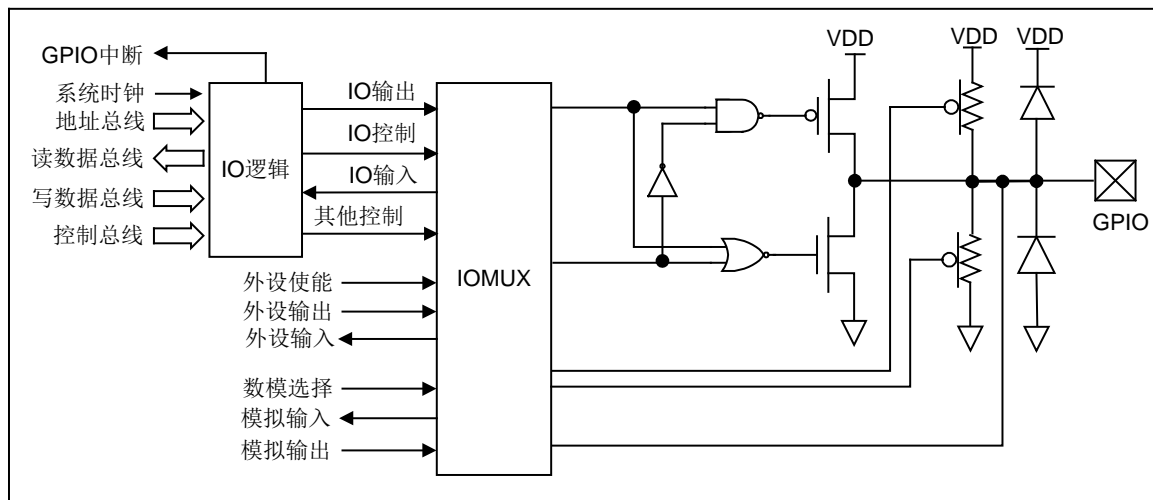 VDD
VDD
VDD
GPIO中断
系统时钟
地址总线
读数据总线
写数据总线
控制总线
IO逻辑
IO输出
IO控制
IO输入
其他控制
外设使能
外设输出
外设输入
数模选择
模拟输入
模拟输出
IOMUX
GPIO